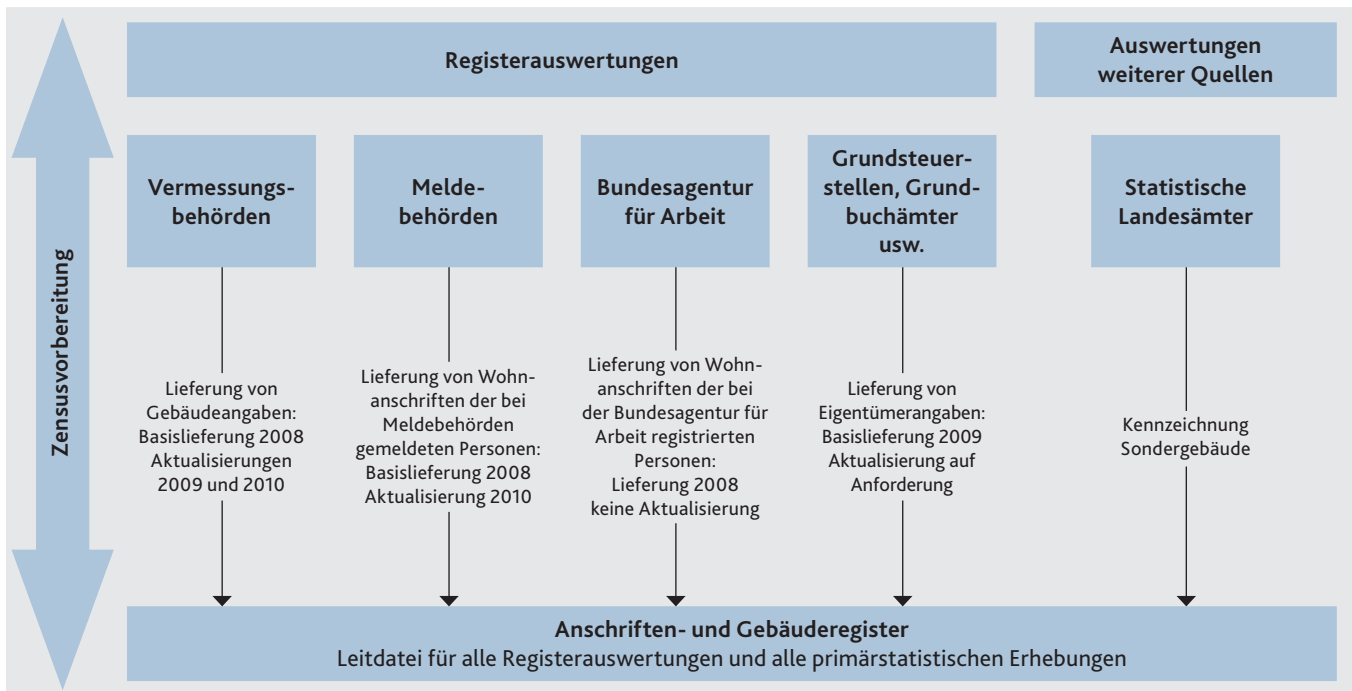 Zensusvorbereitung
Registerauswertungen
Auswertungen
weiterer Quellen
Vermessungs-
behörden
Melde-
behörden
Bundesagentur
für Arbeit
Grundsteuer-
stellen, Grund-
buchämter
usw.
Statistische
Landesämter
Lieferung von
Gebäudeangaben:
Basislieferung 2008
Aktualisierungen
2009 und 2010
Lieferung von Wohn-
anschriften der bei
Meldebehörden
gemeldeten Personen:
Basislieferung 2008
Aktualisierung 2010
Lieferung von Wohn-
anschriften der bei
der Bundesagentur für
Arbeit registrierten
Personen:
Lieferung 2008
keine Aktualisierung
Lieferung von
Eigentümerangaben:
Basislieferung 2009
Aktualisierung auf
Anforderung
Kennzeichnung
Sondergebäude
Anschriften- und Gebäuderegister
Leitdatei für alle Registerauswertungen und alle primärstatistischen Erhebungen